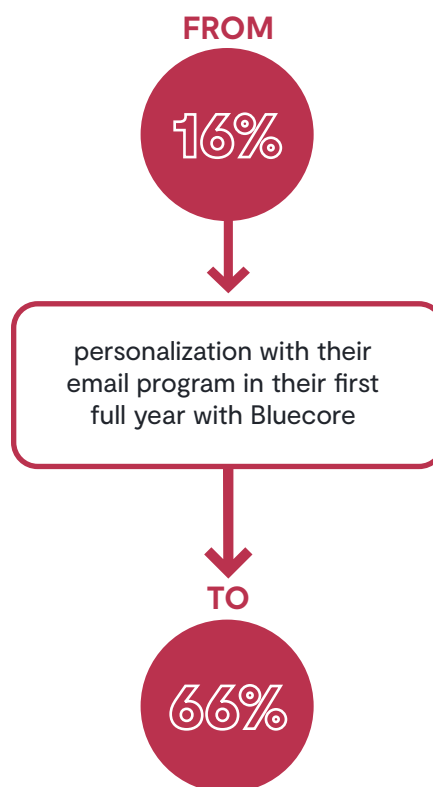 FROM
16%
personalization with their
email program in their first
full year with Bluecore
TO
66%